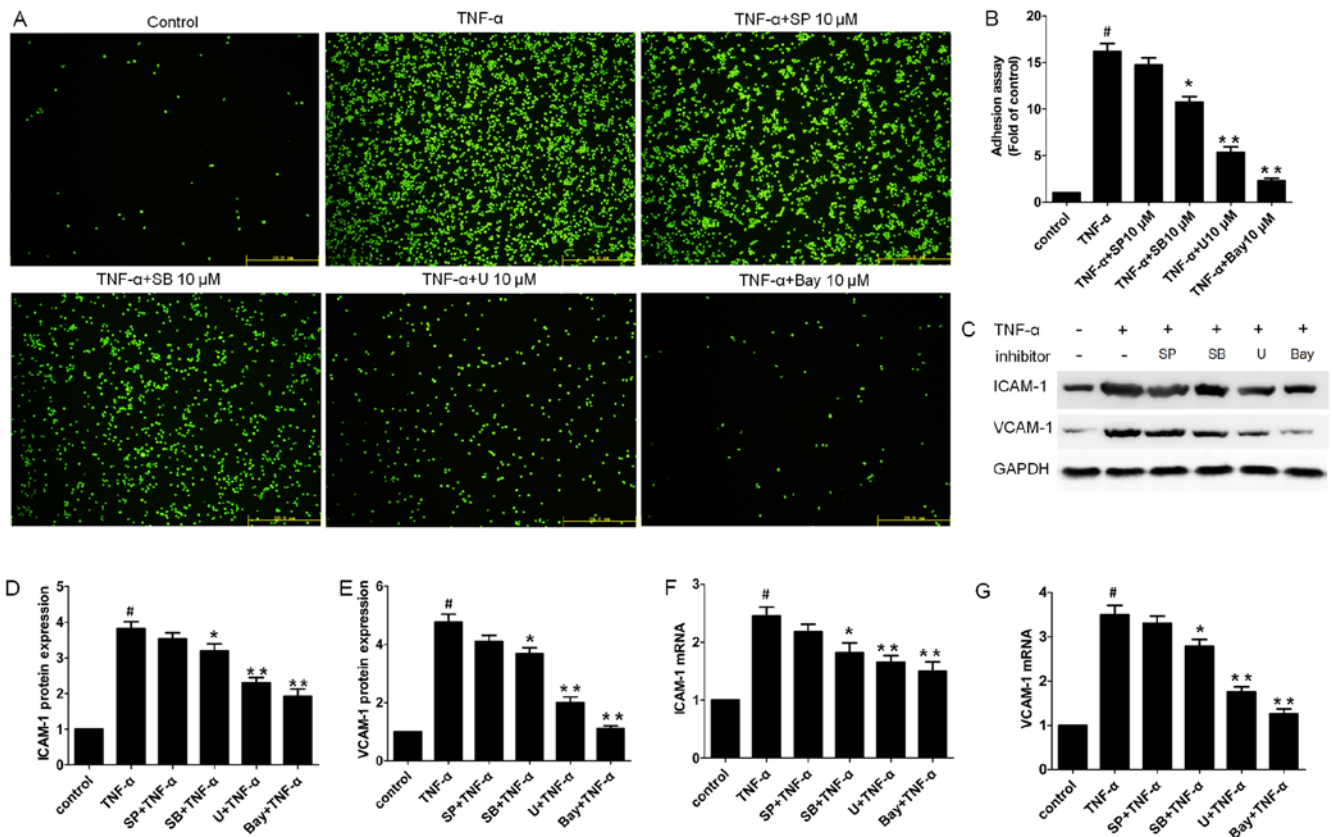 A
Control
TNF-α
TNF-α+SP 10 µM
TNF-α+SB 10 µM
TNF-α+U 10 µM
TNF-α+Bay 10 µM
B
Adhesion assay
(Fold of control)
20
15
10
5
0
#
*
* *
* *
control
TNF-α
TNF-α+SP10 µM
TNF-α+SB10 µM
TNF-α+U10 µM
TNF-α+Bay10 µM
C
TNF-α - + + + + +
inhibitor - - SP SB U Bay
ICAM-1
VCAM-1
GAPDH
D
ICAM-1 protein expression
5
4
3
2
1
0
#
*
* *
* *
control
TNF-α
SP+TNF-α
SB+TNF-α
U+TNF-α
Bay+TNF-α
E
VCAM-1 protein expression
6
4
2
0
#
*
* *
* *
control
TNF-α
SP+TNF-α
SB+TNF-α
U+TNF-α
Bay+TNF-α
F
ICAM-1 mRNA
3
2
1
0
#
*
* *
* *
control
TNF-α
SP+TNF-α
SB+TNF-α
U+TNF-α
Bay+TNF-α
G
VCAM-1 mRNA
4
3
2
1
0
#
*
* *
* *
control
TNF-α
SP+TNF-α
SB+TNF-α
U+TNF-α
Bay+TNF-α